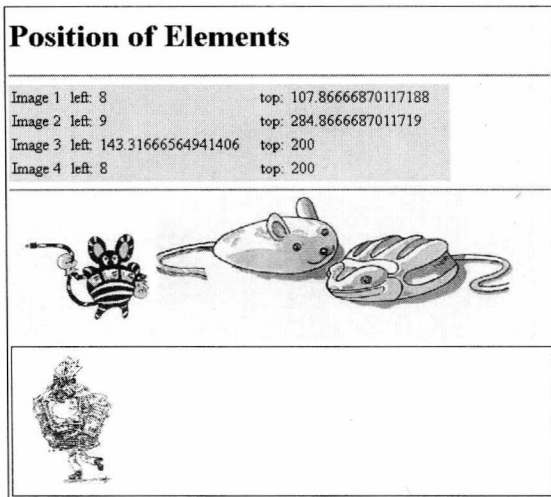 Position of Elements
Image 1 left: 8 top: 107.86666870117188
Image 2 left: 9 top: 284.8666687011719
Image 3 left: 143.31666564941406 top: 200
Image 4 left: 8 top: 200